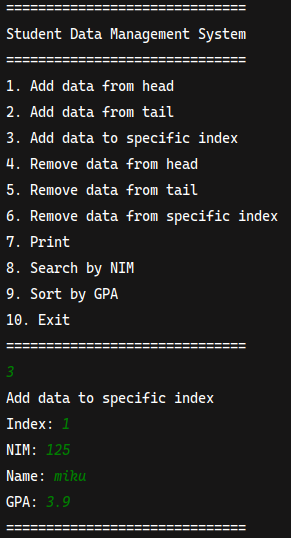 ==============================
Student Data Management System
==============================
1. Add data from head
2. Add data from tail
3. Add data to specific index
4. Remove data from head
5. Remove data from tail
6. Remove data from specific index
7. Print
8. Search by NIM
9. Sort by GPA
10. Exit
==============================
3
Add data to specific index
Index: 1
NIM: 125
Name: miku
GPA: 3.9
==============================